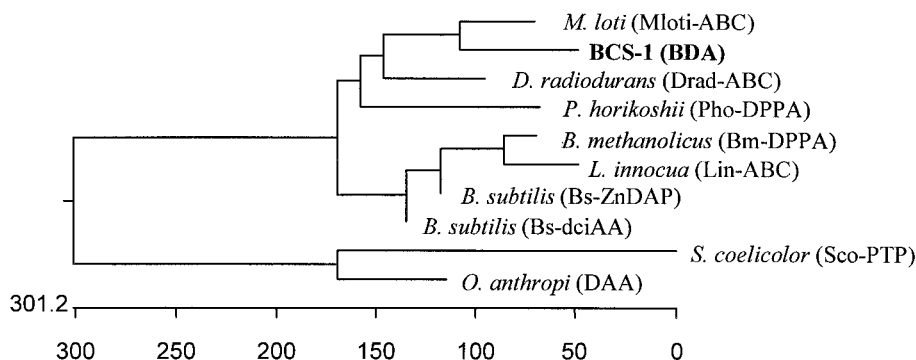 M. loti (Mloti-ABC)
BCS-1 (BDA)
D. radiodurans (Drad-ABC)
P. horikoshii (Pho-DPPA)
B. methanolicus (Bm-DPPA)
L. innocua (Lin-ABC)
B. subtilis (Bs-ZnDAP)
B. subtilis (Bs-dciAA)
S. coelicolor (Sco-PTP)
O. anthropi (DAA)
301.2
300 250 200 150 100 50 0